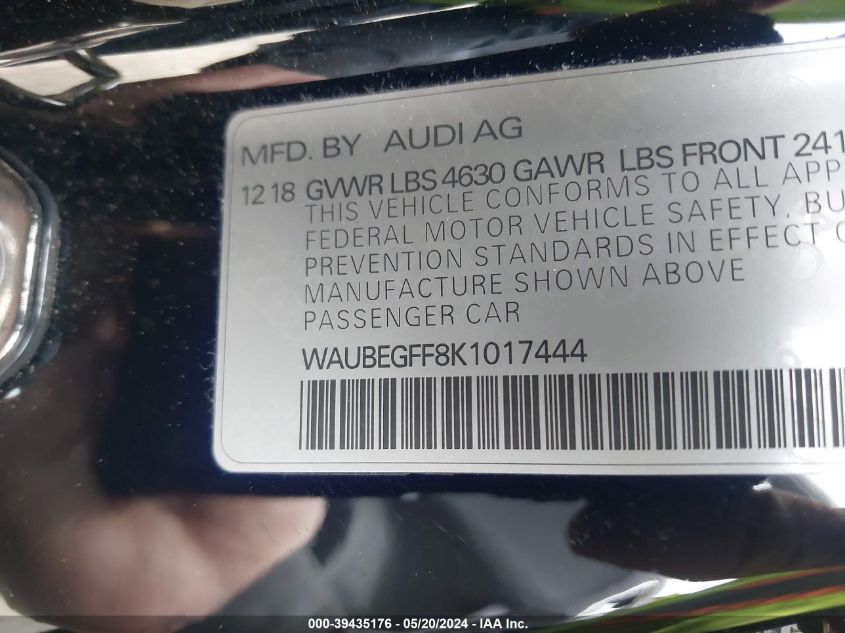 MFD. BY AUDI AG
12 18 GVWR LBS 4630 GAWR LBS FRONT 241
THIS VEHICLE CONFORMS TO ALL APP
FEDERAL MOTOR VEHICLE SAFETY, BU
PREVENTION STANDARDS IN EFFECT O
MANUFACTURE SHOWN ABOVE
PASSENGER CAR
WAUBEGFF8K1017444
000-39435176 - 05/20/2024 - IAA Inc.